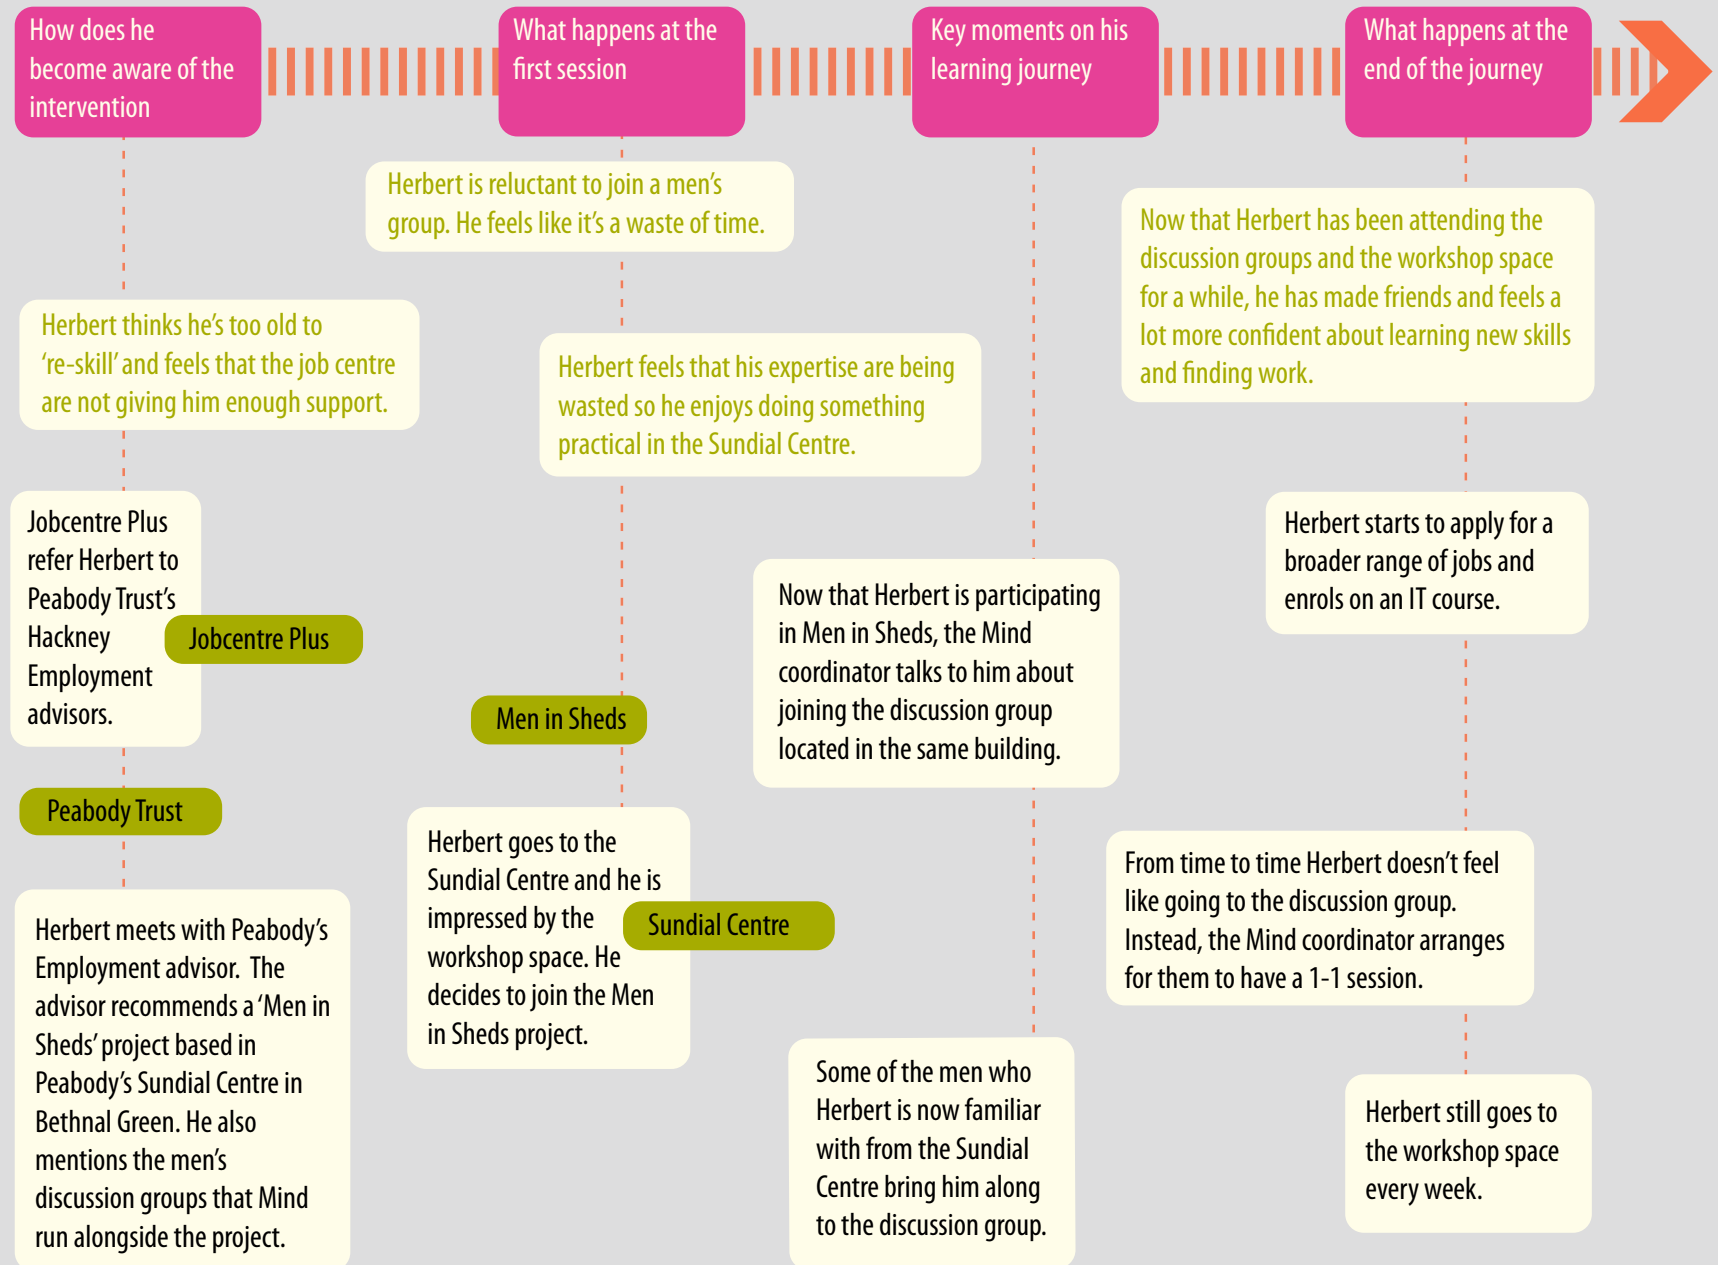 How does he
become aware of the
intervention
What happens at the
first session
Key moments on his
learning journey
What happens at the
end of the journey
Herbert thinks he's too old to
‘re-skill’ and feels that the job centre
are not giving him enough support.
Jobcentre Plus
refer Herbert to
Peabody Trust's
Hackney
Employment
advisors.
Jobcentre Plus
Peabody Trust
Herbert meets with Peabody's
Employment advisor. The
advisor recommends a ‘Men in
Sheds’ project based in
Peabody's Sundial Centre in
Bethnal Green. He also
mentions the men's
discussion groups that Mind
run alongside the project.
Herbert is reluctant to join a men's
group. He feels like it's a waste of time.
Herbert feels that his expertise are being
wasted so he enjoys doing something
practical in the Sundial Centre.
Men in Sheds
Herbert goes to the
Sundial Centre and he is
impressed by the
workshop space. He
decides to join the Men
in Sheds project.
Sundial Centre
Now that Herbert is participating
in Men in Sheds, the Mind
coordinator talks to him about
joining the discussion group
located in the same building.
Some of the men who
Herbert is now familiar
with from the Sundial
Centre bring him along
to the discussion group.
Now that Herbert has been attending the
discussion groups and the workshop space
for a while, he has made friends and feels a
lot more confident about learning new skills
and finding work.
Herbert starts to apply for a
broader range of jobs and
enrols on an IT course.
From time to time Herbert doesn't feel
like going to the discussion group.
Instead, the Mind coordinator arranges
for them to have a 1-1 session.
Herbert still goes to
the workshop space
every week.